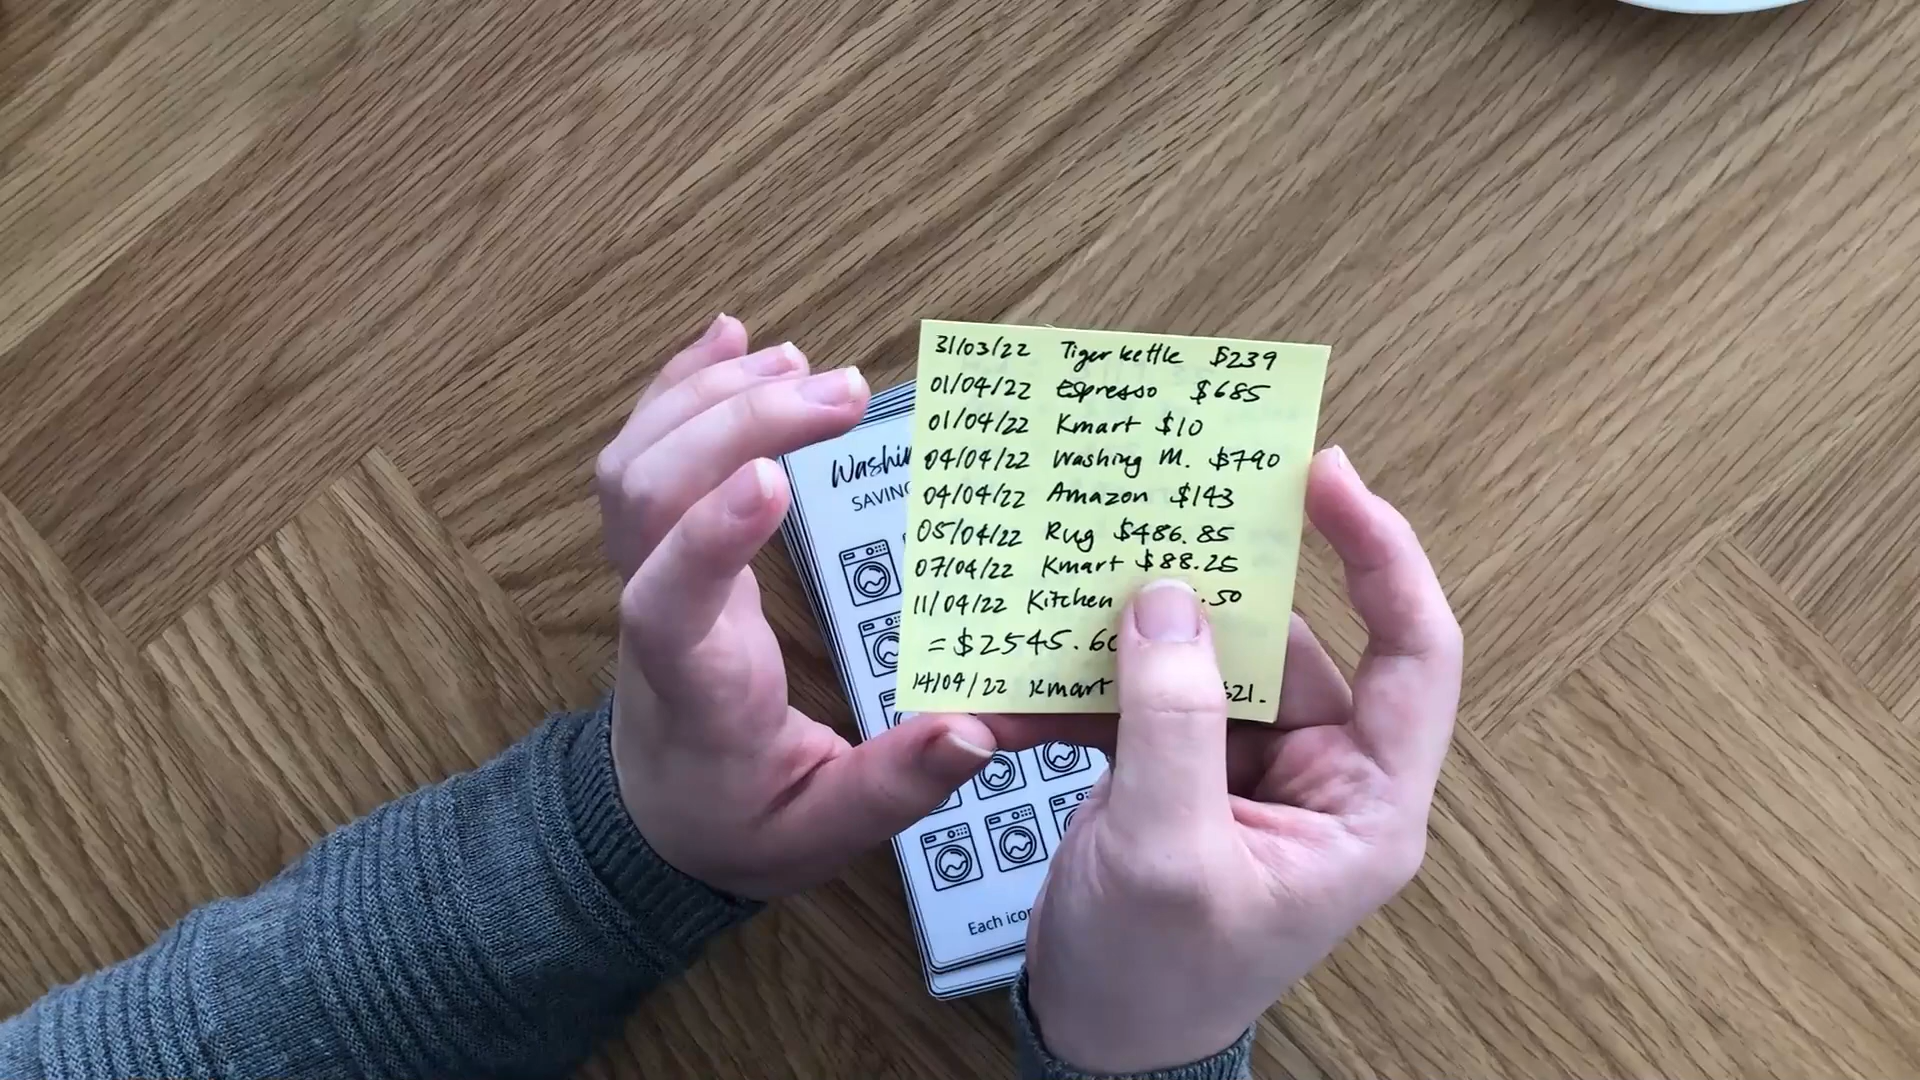 31/03/22 Tiger kettle $239
01/04/22 Espresso $685
01/04/22 Kmart $10
04/04/22 Washing M. $790
04/04/22 Amazon $143
05/04/22 Rug $486.85
07/04/22 Kmart $88.25
11/04/22 Kitchen .50
= $2545.60
14/04/22 Kmart $21.
Washin
SAVING
Each icon